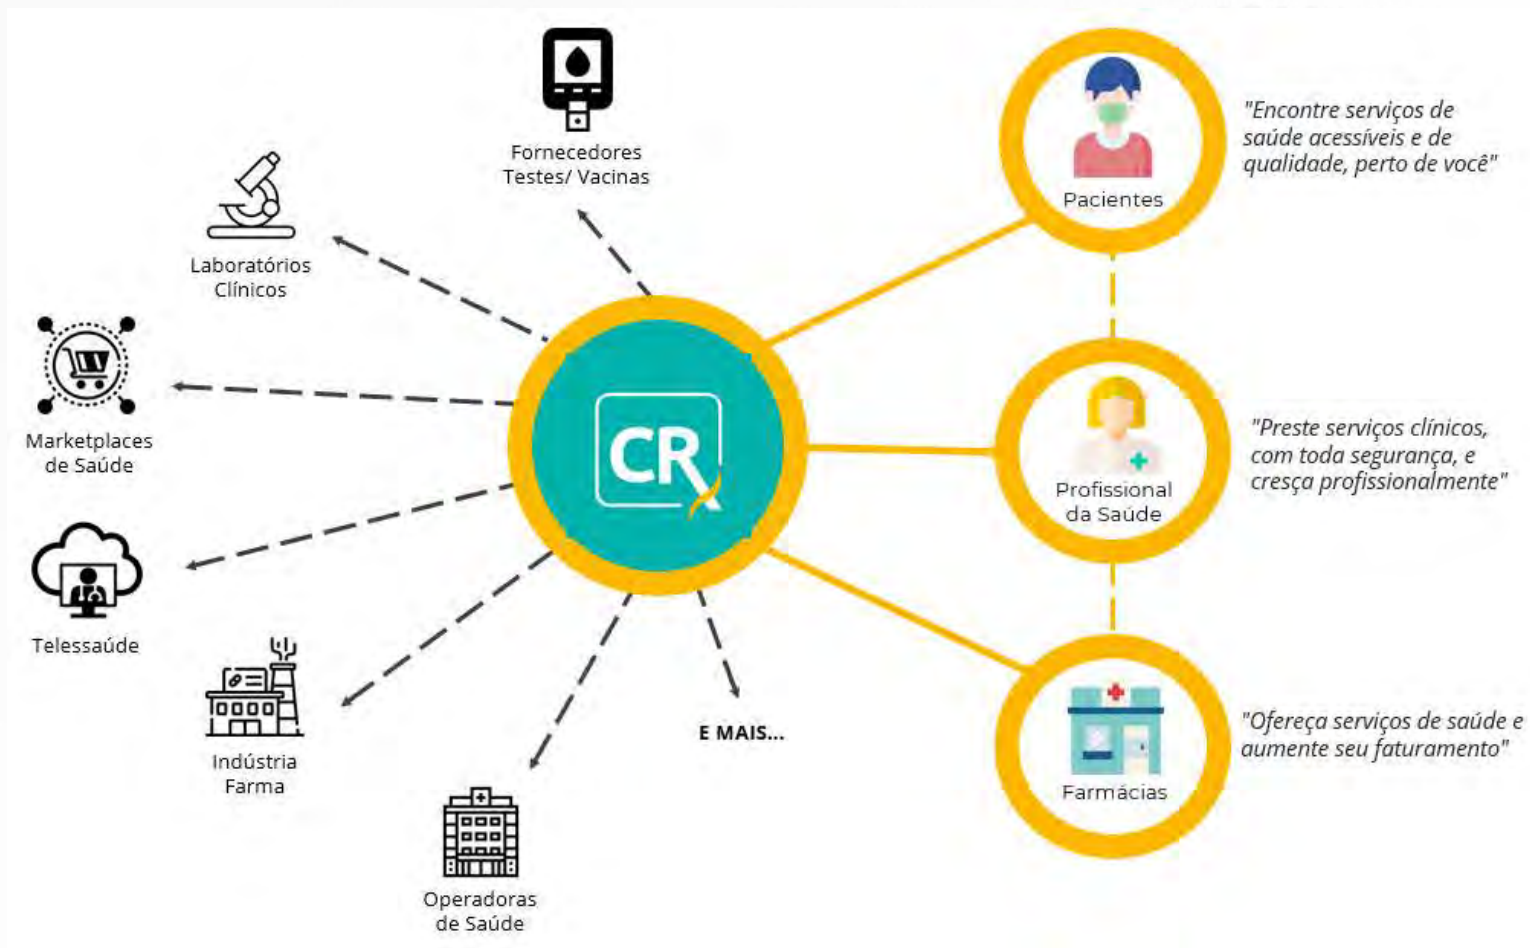 Fornecedores
Testes/ Vacinas
Laboratórios
Clínicos
Marketplaces
de Saúde
Telessaúde
Indústria
Farma
Operadoras
de Saúde
E MAIS...
CR
Pacientes
"Encontre serviços de
saúde acessíveis e de
qualidade, perto de você"
Profissional
da Saúde
"Preste serviços clínicos,
com toda segurança, e
cresça profissionalmente"
Farmácias
"Ofereça serviços de saúde e
aumente seu faturamento"